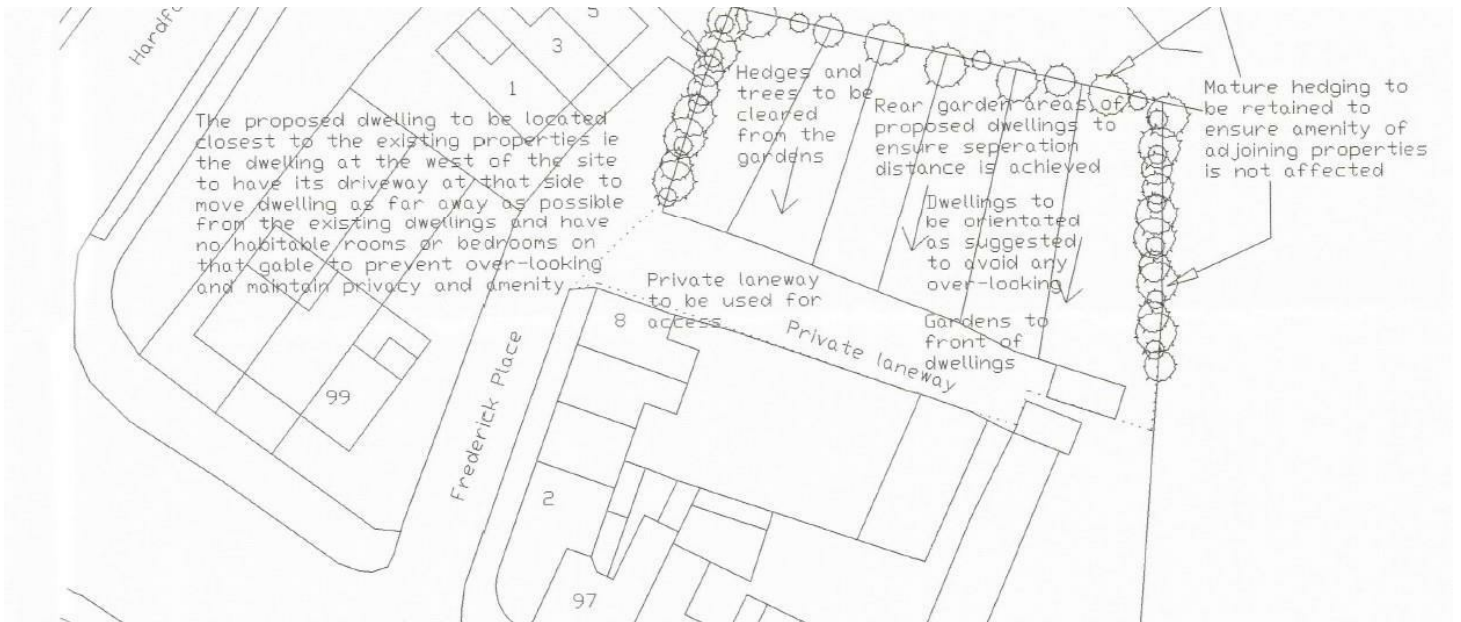 Hardfo
5
3
1
The proposed dwelling to be located
closest to the existing properties ie
the dwelling at the west of the site
to have its driveway at that side to
move dwelling as far away as possible
from the existing dwellings and have
no habitable rooms or bedrooms on
that gable to prevent over-looking
and maintain privacy and amenity
Hedges and
trees to be
cleared
from the
gardens
Rear garden areas of
proposed dwellings to
ensure seperation
distance is achieved
Mature hedging to
be retained to
ensure amenity of
adjoining properties
is not affected
Dwellings to
be orientated
as suggested
to avoid any
over-looking
Private laneway
to be used for
access
Gardens to
front of
dwellings
Private laneway
8
99
Frederick Place
2
97